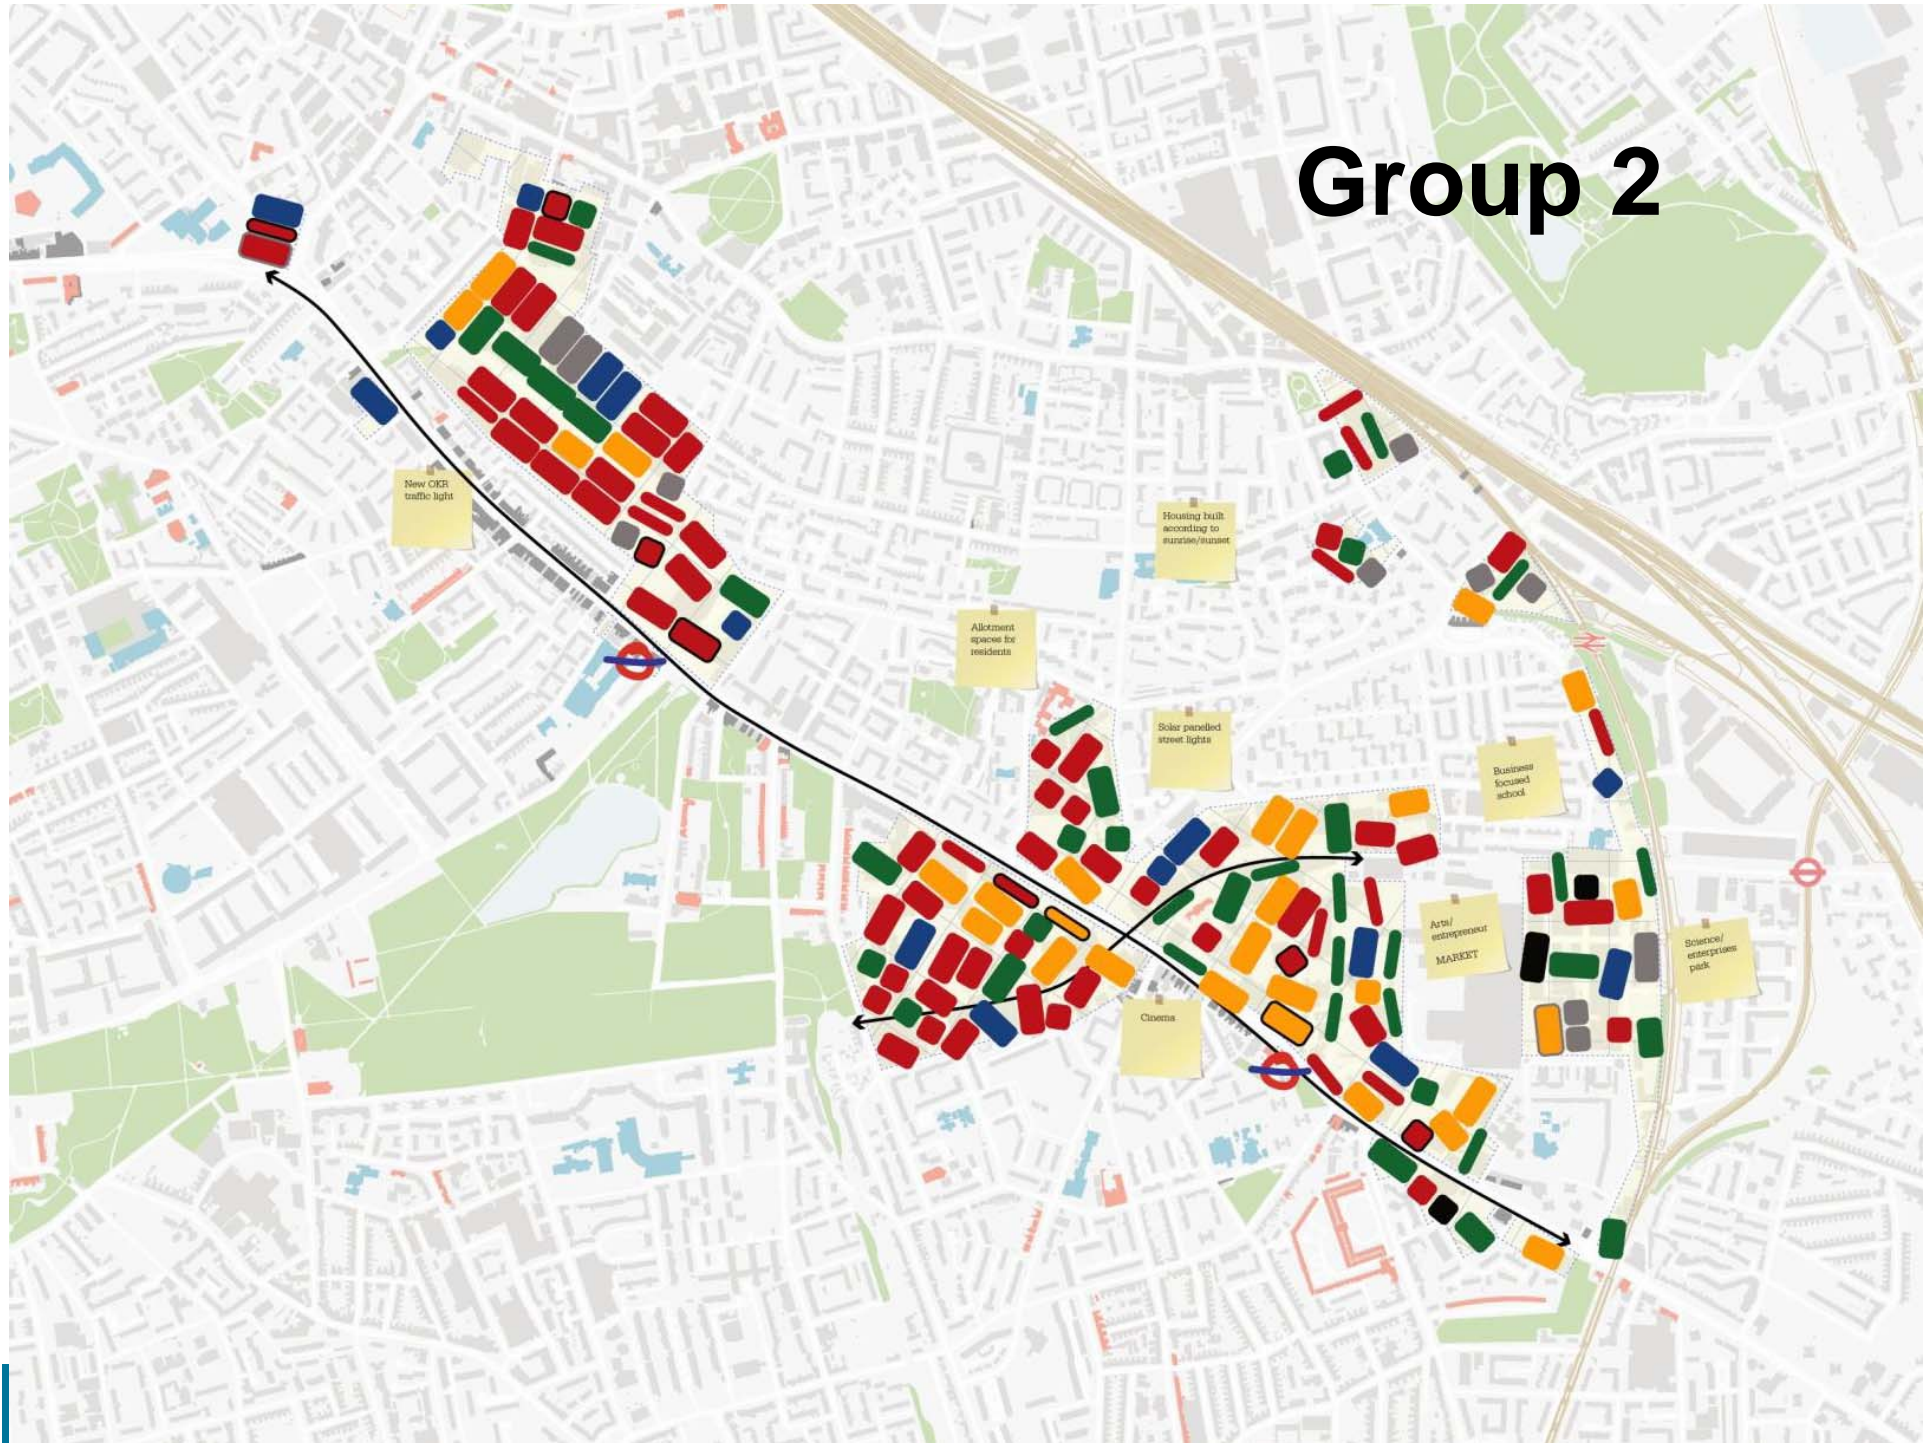 Group 2
New OKR
traffic light
Housing built
according to
sunrise/sunset
Allotment
spaces for
residents
Solar panelled
street lights
Business
focused
school
Arts/
entrepreneur
MARKET
Science/
enterprises
park
Cinema